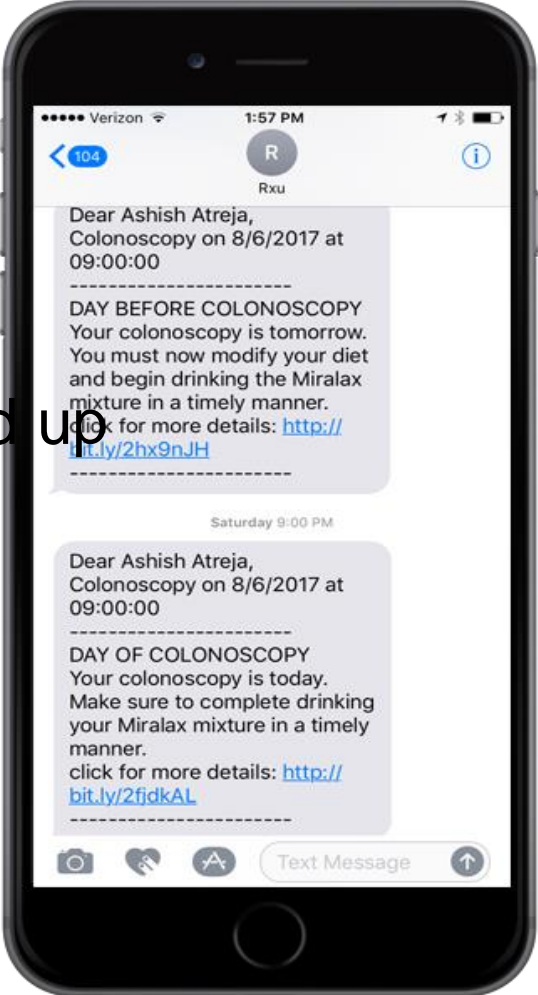 Verizon 1:57 PM
104
R
Rxu
Dear Ashish Atreja,
Colonoscopy on 8/6/2017 at
09:00:00
-----------------------
DAY BEFORE COLONOSCOPY
Your colonoscopy is tomorrow.
You must now modify your diet
and begin drinking the Miralax
mixture in a timely manner.
d up
click for more details: http://
bit.ly/2hx9nJH
-----------------------
Saturday 9:00 PM
Dear Ashish Atreja,
Colonoscopy on 8/6/2017 at
09:00:00
-----------------------
DAY OF COLONOSCOPY
Your colonoscopy is today.
Make sure to complete drinking
your Miralax mixture in a timely
manner.
click for more details: http://
bit.ly/2fjdkAL
-----------------------
Text Message